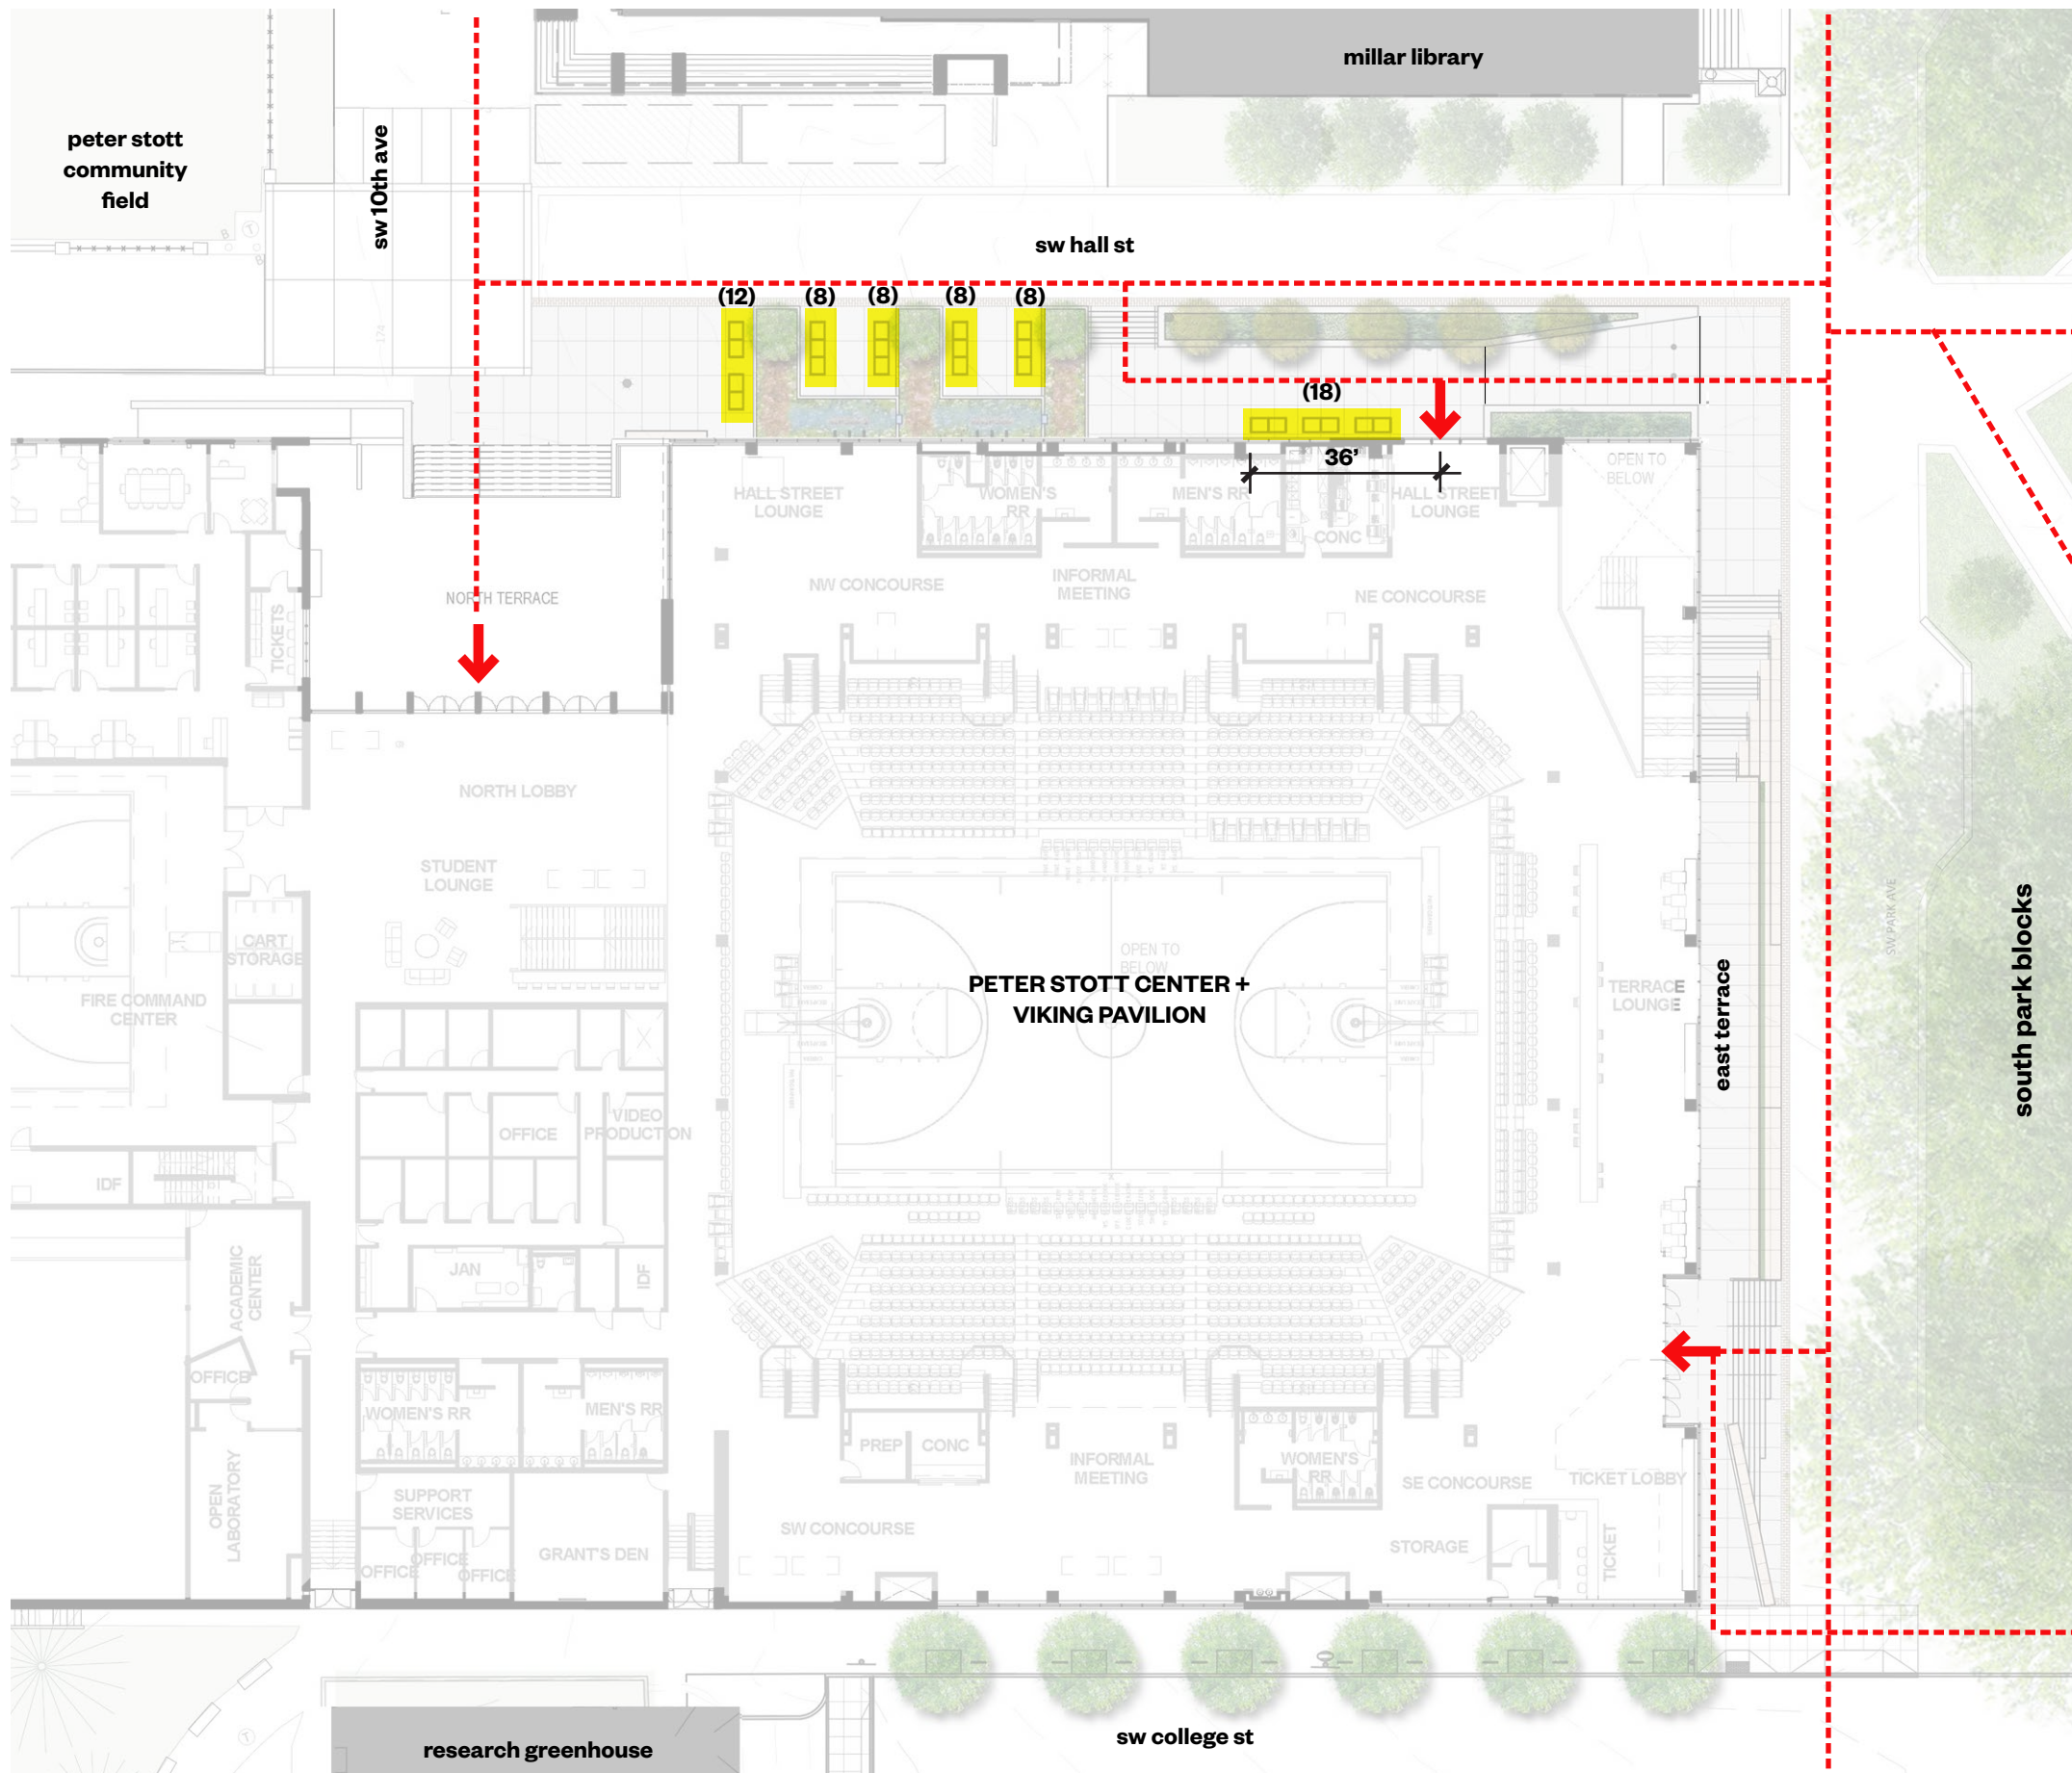 millar library
peter stott
community
field
sw 10th ave
sw hall st
(12)
(8)
(8)
(8)
(8)
(18)
36'
HALL STREET
LOUNGE
WOMEN'S
RR
MEN'S RR
CONC
HALL STREET
LOUNGE
OPEN TO
BELOW
NW CONCOURSE
INFORMAL
MEETING
NE CONCOURSE
NORTH TERRACE
TICKETS
NORTH LOBBY
STUDENT
LOUNGE
CART
STORAGE
FIRE COMMAND
CENTER
OPEN TO
BELOW
PETER STOTT CENTER +
VIKING PAVILION
TERRACE
LOUNGE
east terrace
SW PARK AVE
south park blocks
OFFICE
VIDEO
PRODUCTION
IDF
ACADEMIC
CENTER
JAN
IDF
OFFICE
WOMEN'S RR
MEN'S RR
PREP
CONC
INFORMAL
MEETING
WOMEN'S
RR
SE CONCOURSE
TICKET LOBBY
OPEN
LABORATORY
SUPPORT
SERVICES
SW CONCOURSE
STORAGE
TICKET
OFFICE
OFFICE
OFFICE
GRANT'S DEN
research greenhouse
sw college st